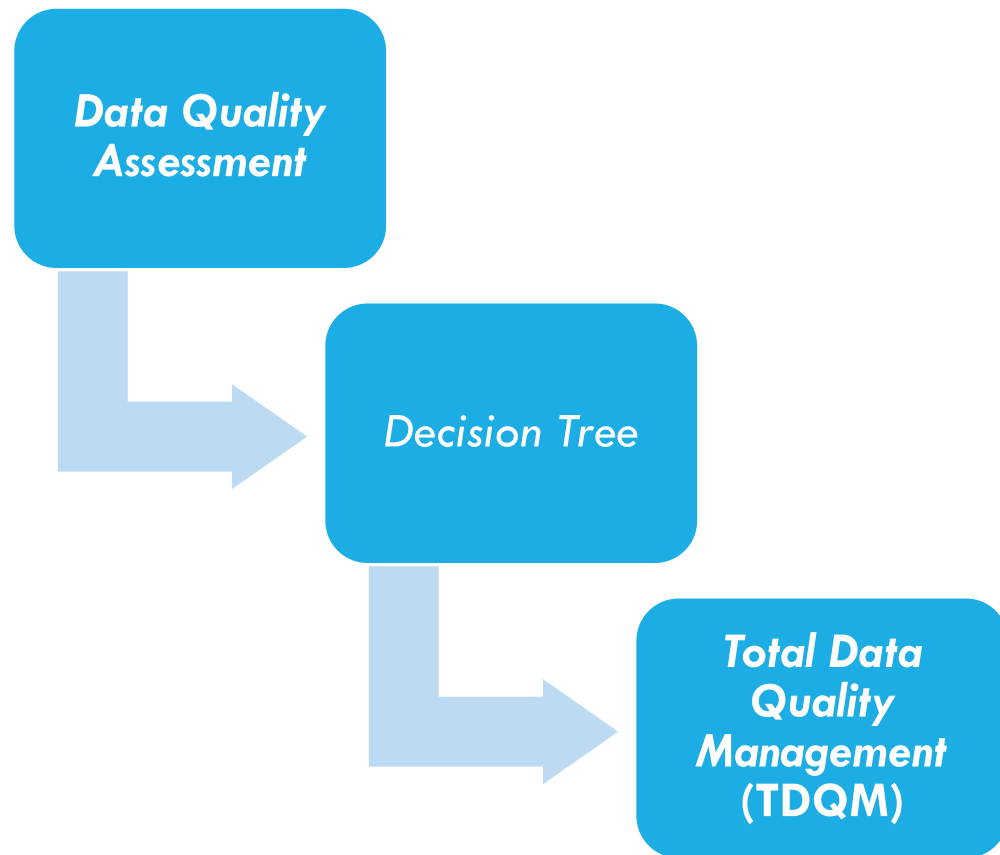 Data Quality
Assessment
Decision Tree
Total Data
Quality
Management
(TDQM)